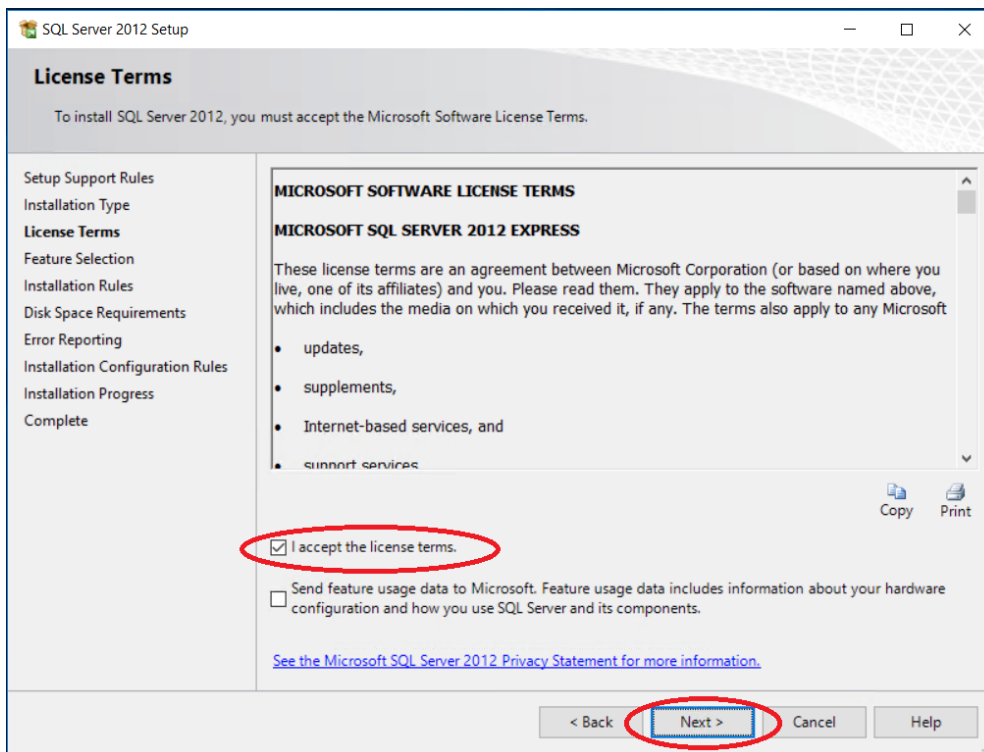 SQL Server 2012 Setup
License Terms
To install SQL Server 2012, you must accept the Microsoft Software License Terms.
Setup Support Rules
Installation Type
License Terms
Feature Selection
Installation Rules
Disk Space Requirements
Error Reporting
Installation Configuration Rules
Installation Progress
Complete
MICROSOFT SOFTWARE LICENSE TERMS
MICROSOFT SQL SERVER 2012 EXPRESS
These license terms are an agreement between Microsoft Corporation (or based on where you
live, one of its affiliates) and you. Please read them. They apply to the software named above,
which includes the media on which you received it, if any. The terms also apply to any Microsoft
• updates,
• supplements,
• Internet-based services, and
• support services
Copy Print
I accept the license terms.
Send feature usage data to Microsoft. Feature usage data includes information about your hardware
configuration and how you use SQL Server and its components.
See the Microsoft SQL Server 2012 Privacy Statement for more information.
< Back Next > Cancel Help